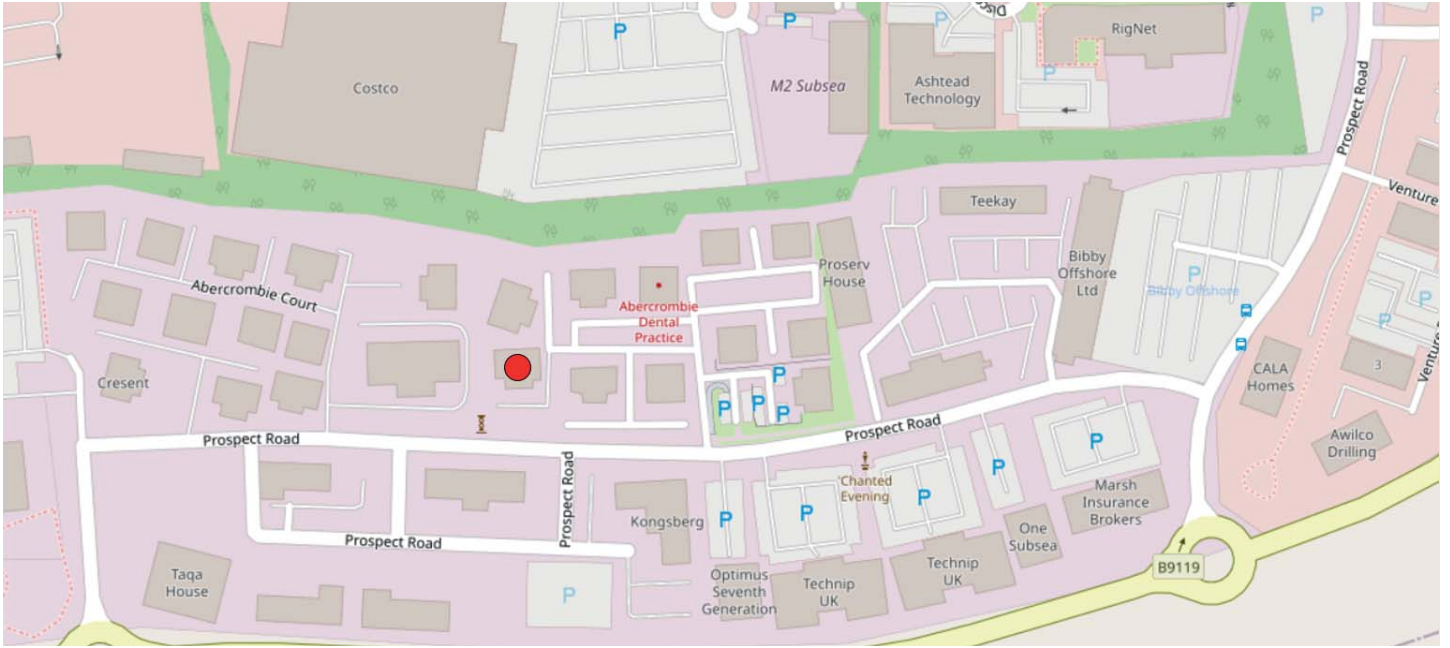 Disco
P
P
P
P
RigNet
Costco
M2 Subsea
Ashtead
Technology
P
Prospect Road
Venture
Teekay
Abercrombie Court
Abercrombie
Dental
Practice
Proserv
House
Bibby
Offshore
Ltd
P
Bibby Offshore
P
P
Cresent
P
P
P
P
CALA
Homes
3
Venture
Prospect Road
Prospect Road
Prospect Road
'Chanted
Evening
P
P
P
Awilco
Drilling
Kongsberg
P
P
Marsh
Insurance
Brokers
Prospect Road
One
Subsea
Taqa
House
P
Optimus
Seventh
Generation
Technip
UK
Technip
UK
B9119